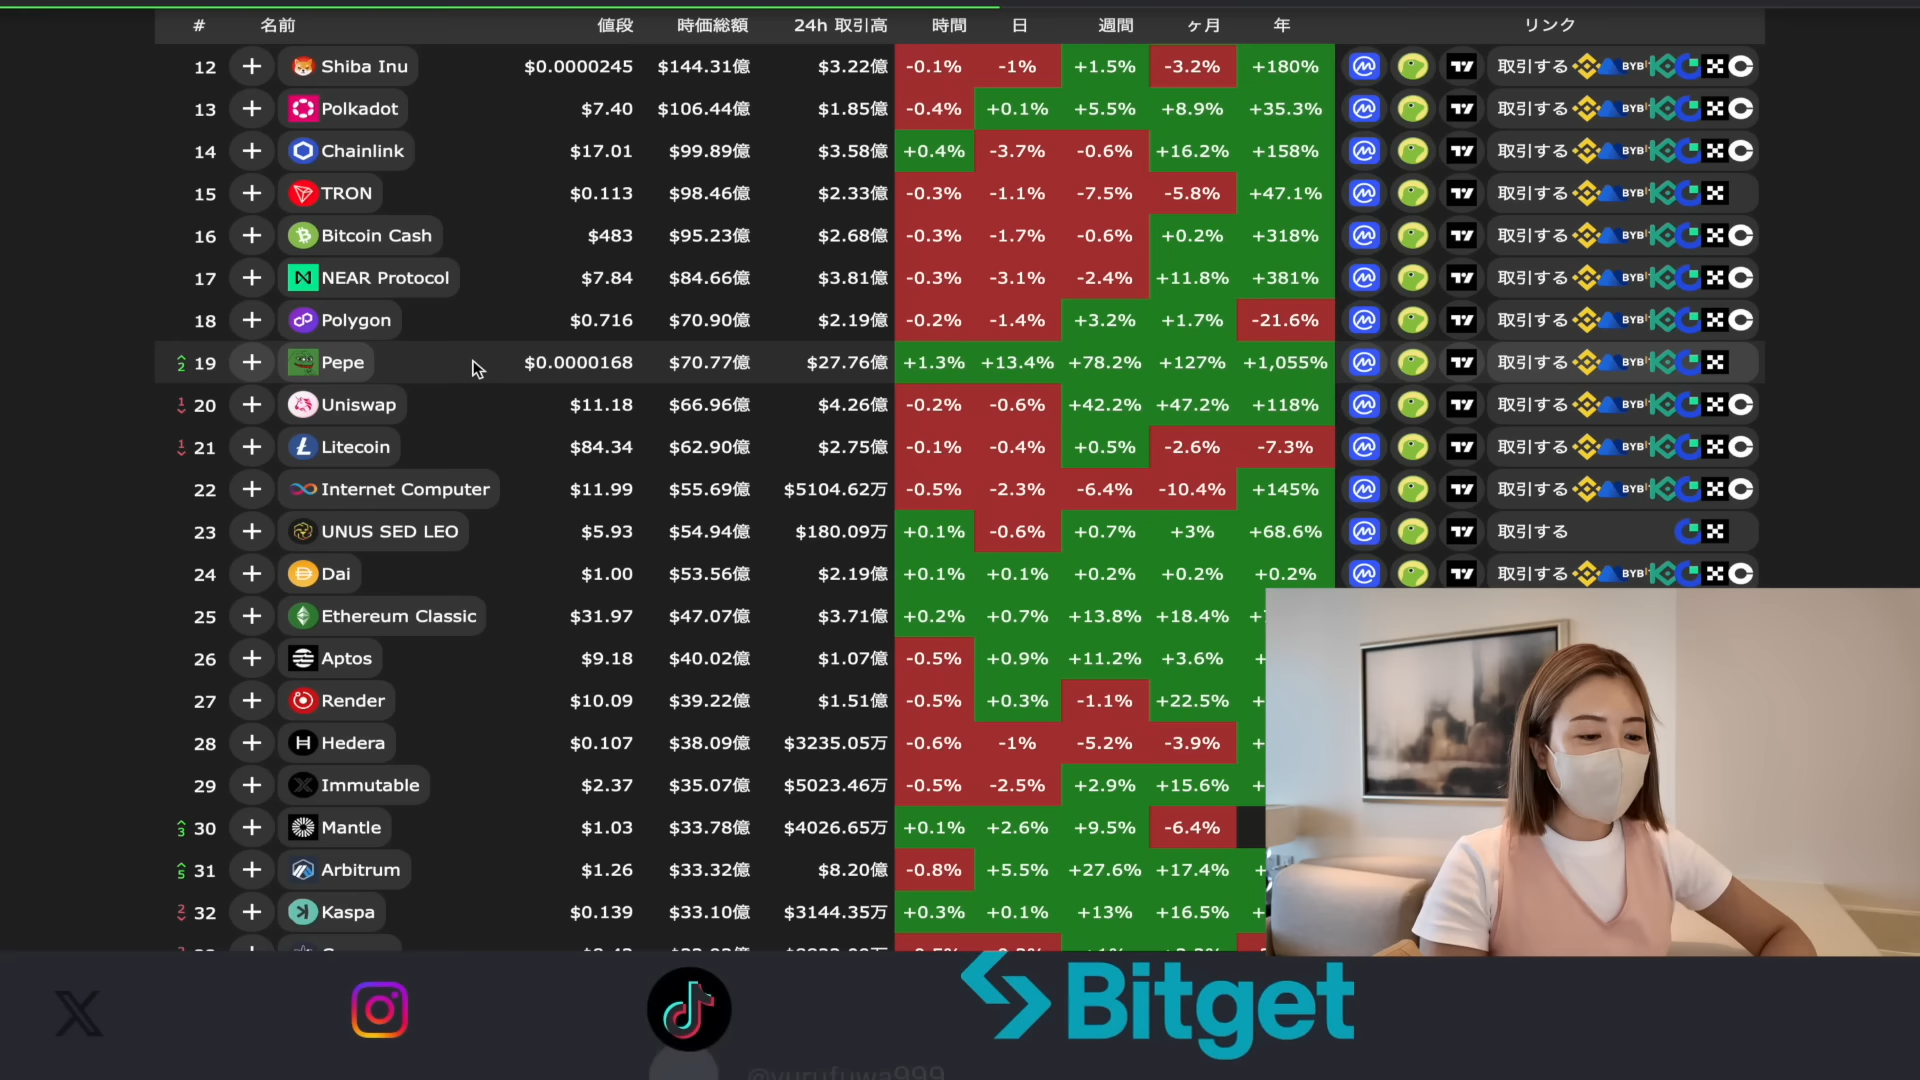 # 名前 値段 時価総額 24h 取引高 時間 日 週間 ヶ月 年 リンク
12 + Shiba Inu $0.0000245 $144.31億 $3.22億 -0.1% -1% +1.5% -3.2% +180% 取引する
13 + Polkadot $7.40 $106.44億 $1.85億 -0.4% +0.1% +5.5% +8.9% +35.3% 取引する
14 + Chainlink $17.01 $99.89億 $3.58億 +0.4% -3.7% -0.6% +16.2% +158% 取引する
15 + TRON $0.113 $98.46億 $2.33億 -0.3% -1.1% -7.5% -5.8% +47.1% 取引する
16 + Bitcoin Cash $483 $95.23億 $2.68億 -0.3% -1.7% -0.6% +0.2% +318% 取引する
17 + NEAR Protocol $7.84 $84.66億 $3.81億 -0.3% -3.1% -2.4% +11.8% +381% 取引する
18 + Polygon $0.716 $70.90億 $2.19億 -0.2% -1.4% +3.2% +1.7% -21.6% 取引する
2 19 + Pepe $0.0000168 $70.77億 $27.76億 +1.3% +13.4% +78.2% +127% +1,055% 取引する
1 20 + Uniswap $11.18 $66.96億 $4.26億 -0.2% -0.6% +42.2% +47.2% +118% 取引する
1 21 + Litecoin $84.34 $62.90億 $2.75億 -0.1% -0.4% +0.5% -2.6% -7.3% 取引する
22 + Internet Computer $11.99 $55.69億 $5104.62万 -0.5% -2.3% -6.4% -10.4% +145% 取引する
23 + UNUS SED LEO $5.93 $54.94億 $180.09万 +0.1% -0.6% +0.7% +3% +68.6% 取引する
24 + Dai $1.00 $53.56億 $2.19億 +0.1% +0.1% +0.2% +0.2% +0.2% 取引する
25 + Ethereum Classic $31.97 $47.07億 $3.71億 +0.2% +0.7% +13.8% +18.4%
26 + Aptos $9.18 $40.02億 $1.07億 -0.5% +0.9% +11.2% +3.6% +
27 + Render $10.09 $39.22億 $1.51億 -0.5% +0.3% -1.1% +22.5% +
28 + Hedera $0.107 $38.09億 $3235.05万 -0.6% -1% -5.2% -3.9% +
29 + Immutable $2.37 $35.07億 $5023.46万 -0.5% -2.5% +2.9% +15.6% +
3 30 + Mantle $1.03 $33.78億 $4026.65万 +0.1% +2.6% +9.5% -6.4%
5 31 + Arbitrum $1.26 $33.32億 $8.20億 -0.8% +5.5% +27.6% +17.4% +
2 32 + Kaspa $0.139 $33.10億 $3144.35万 +0.3% +0.1% +13% +16.5% +
Bitget
@yurufuwa999